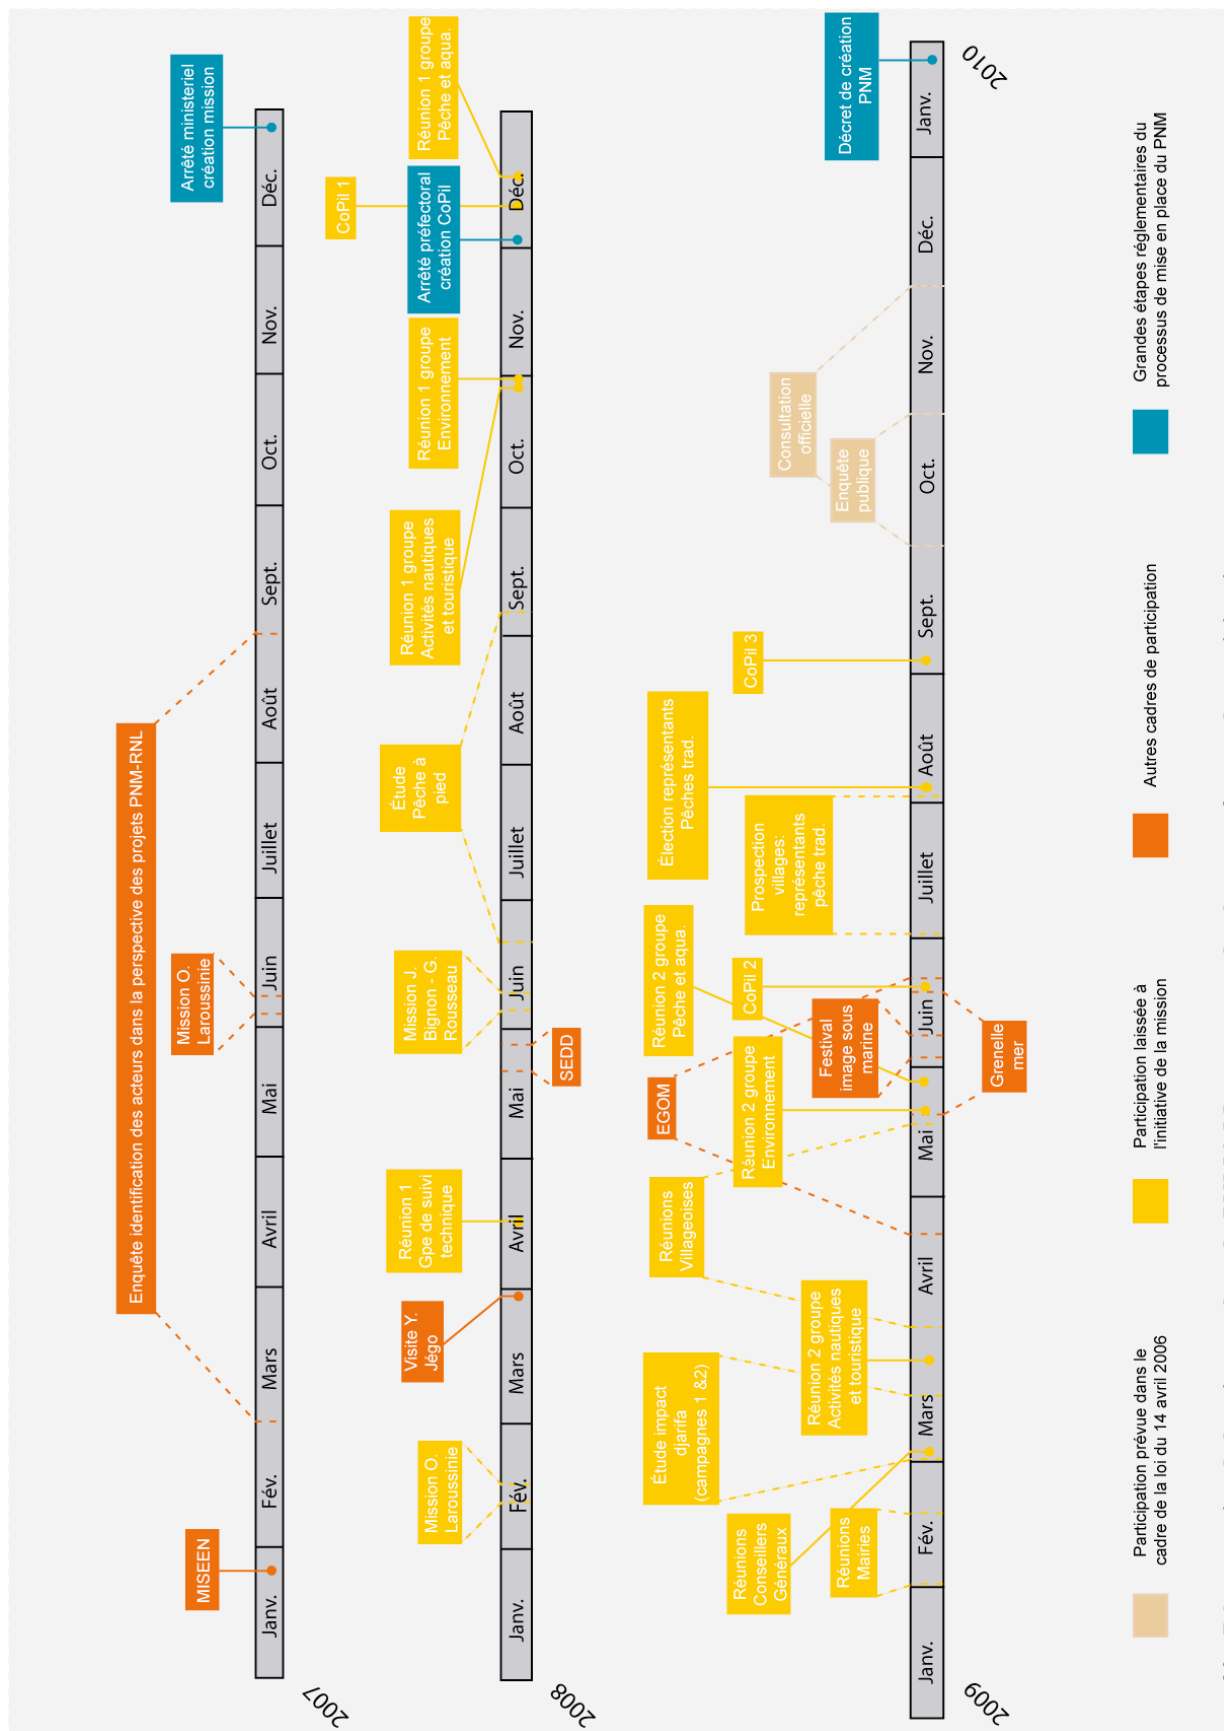 2007
Janv.
Fév.
Mars
Avril
Mai
Juin
Juillet
Août
Sept.
Oct.
Nov.
Déc.
MISEEN
Enquête identification des acteurs dans la perspective des projets PNM-RNL
Mission O.
Laroussinie
Arrêté ministeriel
création mission
2008
Janv.
Fév.
Mars
Avril
Mai
Juin
Juillet
Août
Sept.
Oct.
Nov.
Déc.
Mission O.
Laroussinie
Visite Y.
Jégo
Réunion 1
Gpe de suivi
technique
SEDD
Mission J.
Bignon - G.
Rousseau
Étude
Pêche à
pied
Réunion 1 groupe
Activités nautiques
et touristique
Réunion 1 groupe
Environnement
Arrêté préfectoral
création CoPil
CoPil 1
Réunion 1 groupe
Pêche et aqua.
2009
Janv.
Fév.
Mars
Avril
Mai
Juin
Juillet
Août
Sept.
Oct.
Nov.
Déc.
Janv.
2010
Réunions
Mairies
Réunions
Conseillers
Généraux
Étude impact
djarifa
(campagnes 1 &2)
Réunion 2 groupe
Activités nautiques
et touristique
Réunions
Villageoises
EGOM
Réunion 2 groupe
Environnement
Réunion 2 groupe
Pêche et aqua.
Festival
image sous
marine
CoPil 2
Grenelle
mer
Prospection
villages:
représentants
pêche trad.
Élection représentants
Pêches trad.
CoPil 3
Enquête
publique
Consultation
officielle
Décret de création
PNM
Participation prévue dans le
cadre de la loi du 14 avril 2006
Participation laissée à
l'initiative de la mission
Autres cadres de participation
Grandes étapes réglementaires du
processus de mise en place du PNM